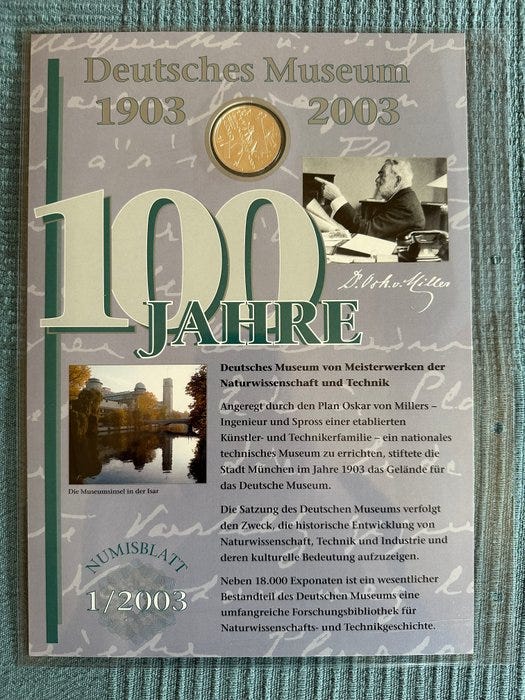 Deutsches Museum
1903 2003
100
JAHRE
Dr. Osk. v. Miller
Deutsches Museum von Meisterwerken der
Naturwissenschaft und Technik
Angeregt durch den Plan Oskar von Millers –
Ingenieur und Spross einer etablierten
Künstler- und Technikerfamilie – ein nationales
technisches Museum zu errichten, stiftete die
Stadt München im Jahre 1903 das Gelände für
das Deutsche Museum.
Die Museumsinsel in der Isar
Die Satzung des Deutschen Museums verfolgt
den Zweck, die historische Entwicklung von
Naturwissenschaft, Technik und Industrie und
deren kulturelle Bedeutung aufzuzeigen.
NUMISBLATT
1/2003
Neben 18.000 Exponaten ist ein wesentlicher
Bestandteil des Deutschen Museums eine
umfangreiche Forschungsbibliothek für
Naturwissenschafts- und Technikgeschichte.